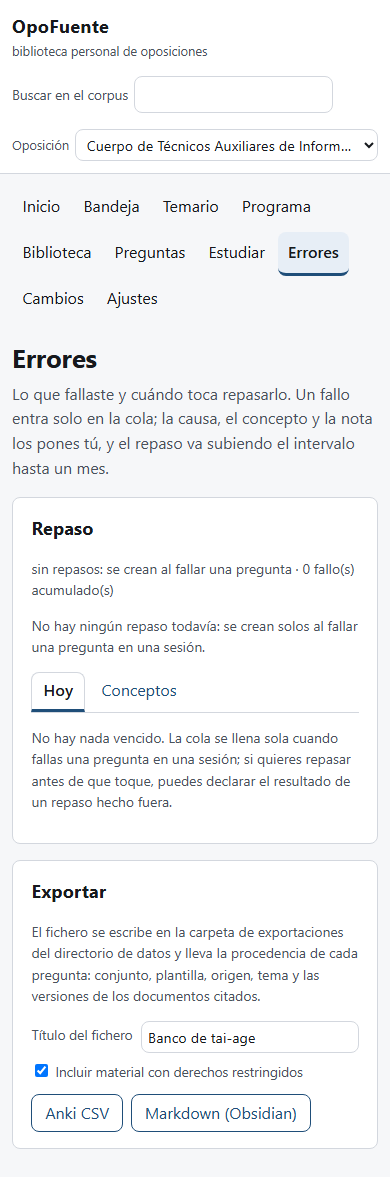 OpoFuente
biblioteca personal de oposiciones
Buscar en el corpus
Oposición Cuerpo de Técnicos Auxiliares de Inform...
Inicio Bandeja Temario Programa
Biblioteca Preguntas Estudiar Errores
Cambios Ajustes
Errores
Lo que fallaste y cuándo toca repasarlo. Un fallo
entra solo en la cola; la causa, el concepto y la nota
los pones tú, y el repaso va subiendo el intervalo
hasta un mes.
Repaso
sin repasos: se crean al fallar una pregunta · 0 fallo(s)
acumulado(s)
No hay ningún repaso todavía: se crean solos al fallar
una pregunta en una sesión.
Hoy Conceptos
No hay nada vencido. La cola se llena sola cuando
fallas una pregunta en una sesión; si quieres repasar
antes de que toque, puedes declarar el resultado de
un repaso hecho fuera.
Exportar
El fichero se escribe en la carpeta de exportaciones
del directorio de datos y lleva la procedencia de cada
pregunta: conjunto, plantilla, origen, tema y las
versiones de los documentos citados.
Título del fichero Banco de tai-age
Incluir material con derechos restringidos
Anki CSV Markdown (Obsidian)